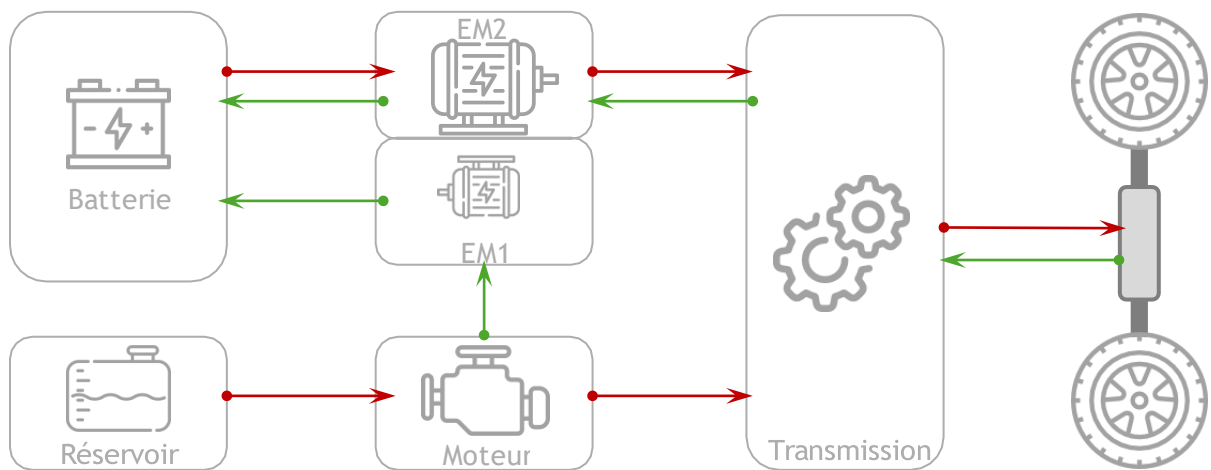 EM2
Batterie
EM1
Réservoir
Moteur
Transmission